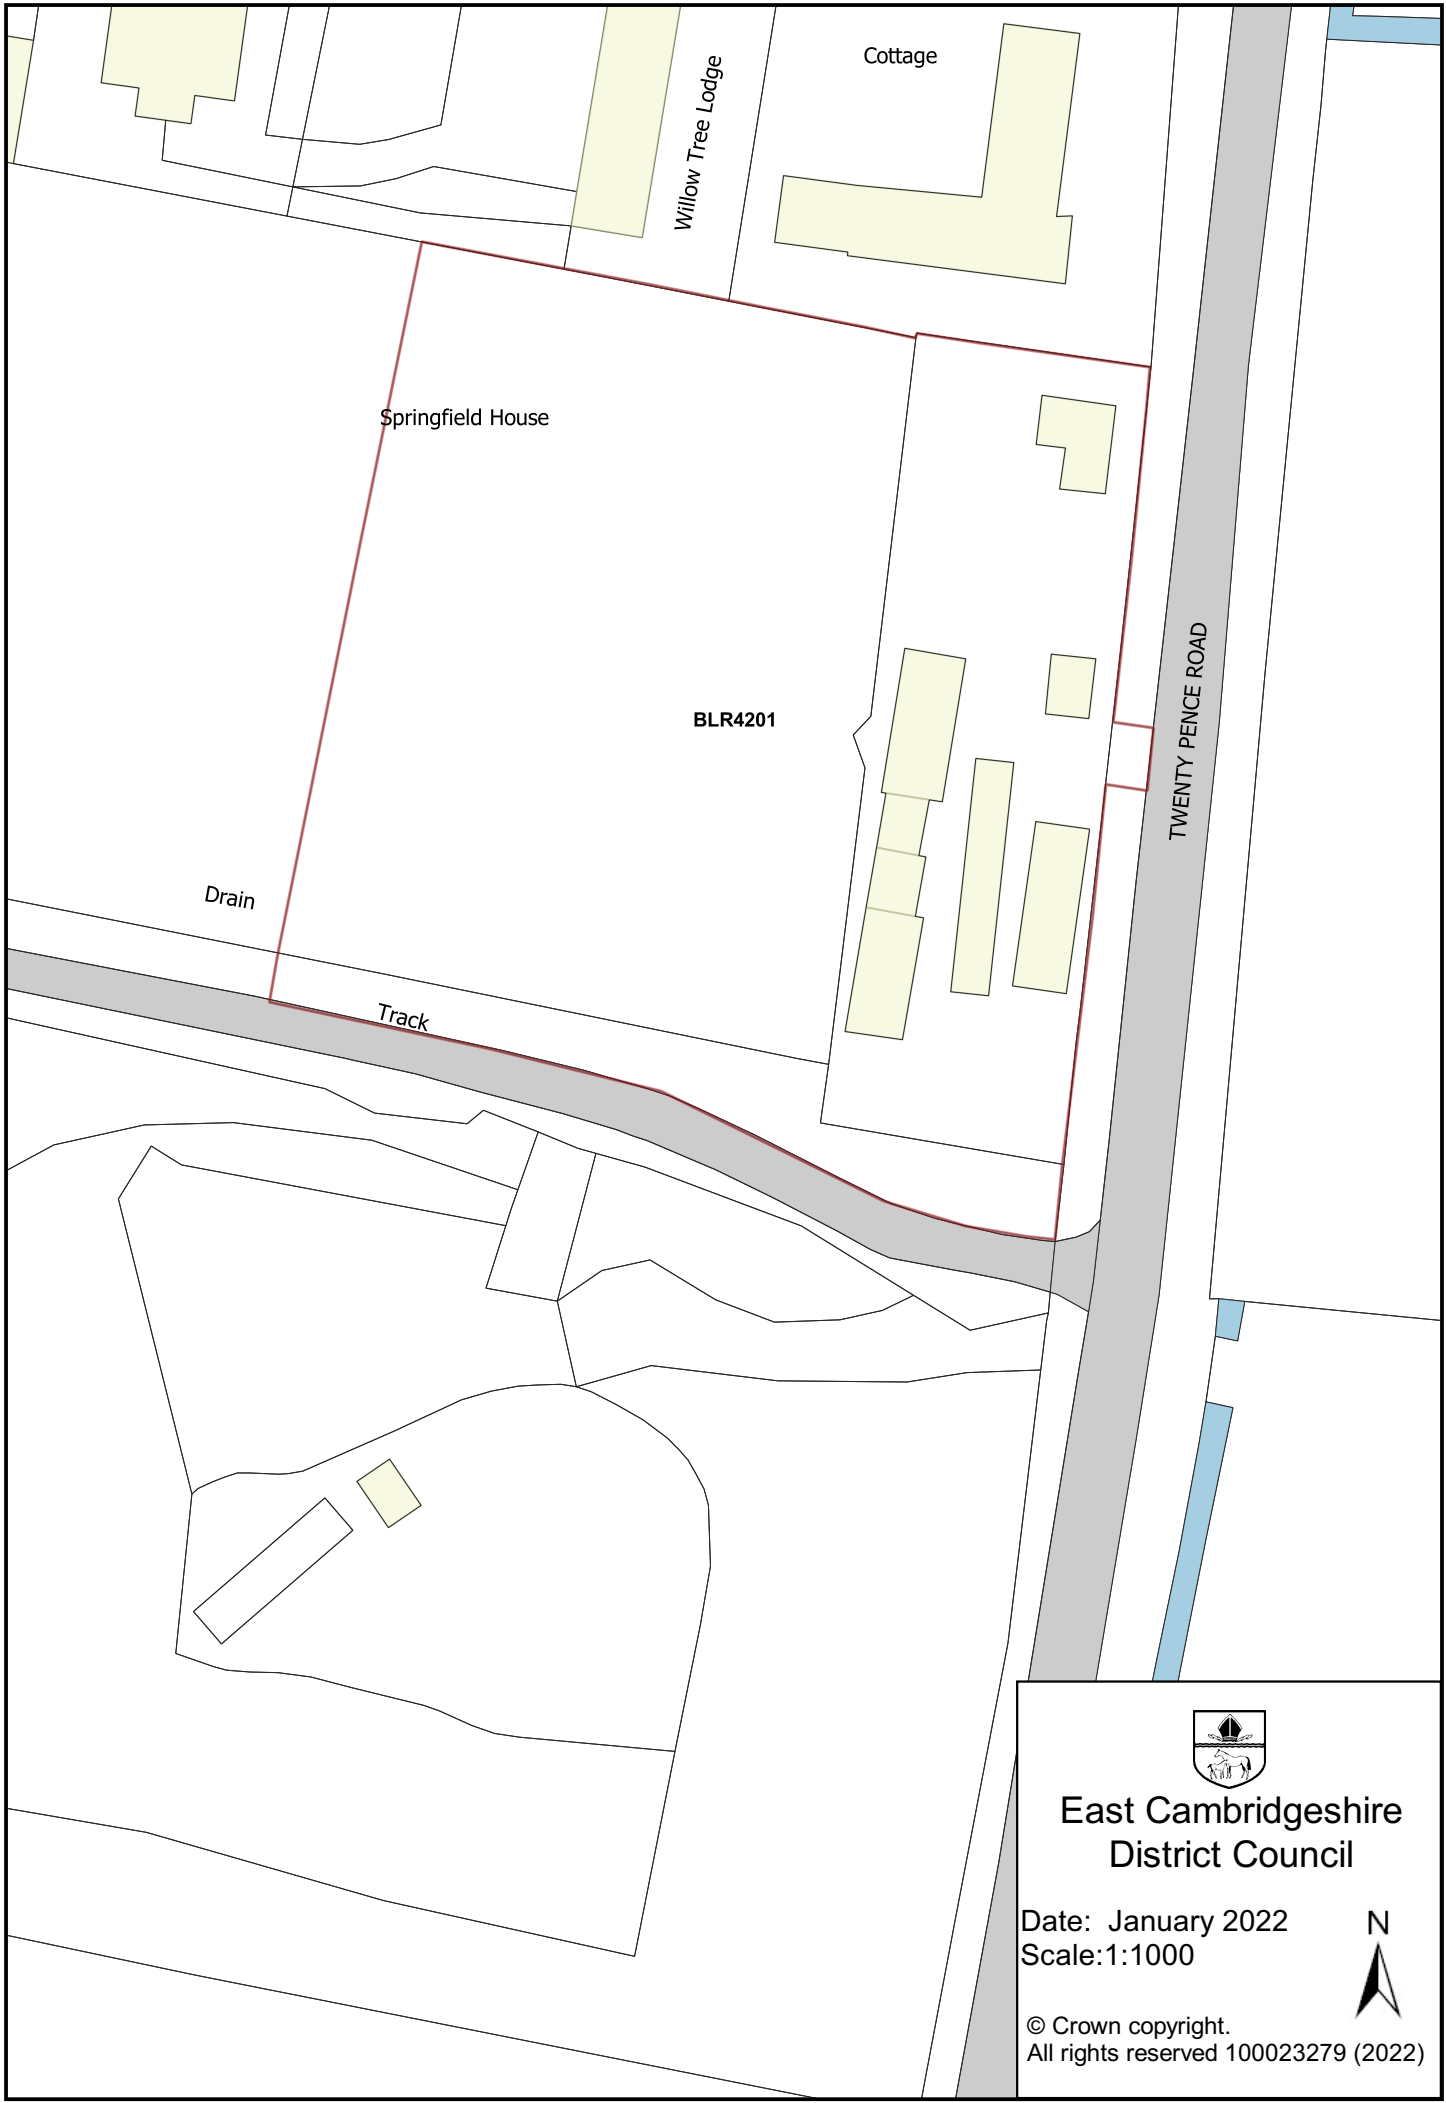 Cottage
Willow Tree Lodge
Springfield House
BLR4201
TWENTY PENCE ROAD
Drain
Track
East Cambridgeshire
District Council
Date: January 2022
N
Scale:1:1000
© Crown copyright.
All rights reserved 100023279 (2022)